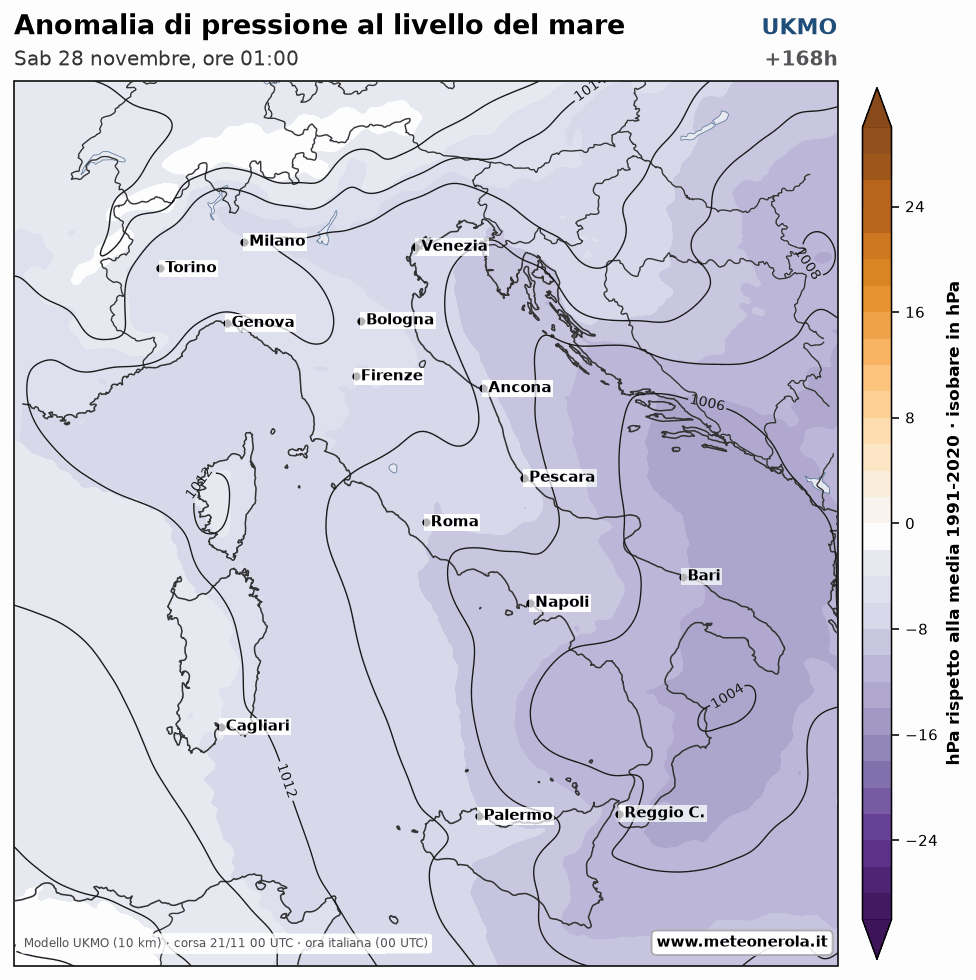 Anomalia di pressione al livello del mare
UKMO
Sab 28 novembre, ore 01:00
+168h
1008
Milano
Venezia
Torino
Genova
Bologna
Firenze
Ancona
1006
Pescara
Roma
Bari
Napoli
1004
Cagliari
1012
Palermo
Reggio C.
24
16
8
0
−8
−16
−24
hPa rispetto alla media 1991-2020 · isobare in hPa
Modello UKMO (10 km) · corsa 21/11 00 UTC · ora italiana (00 UTC)
www.meteonerola.it